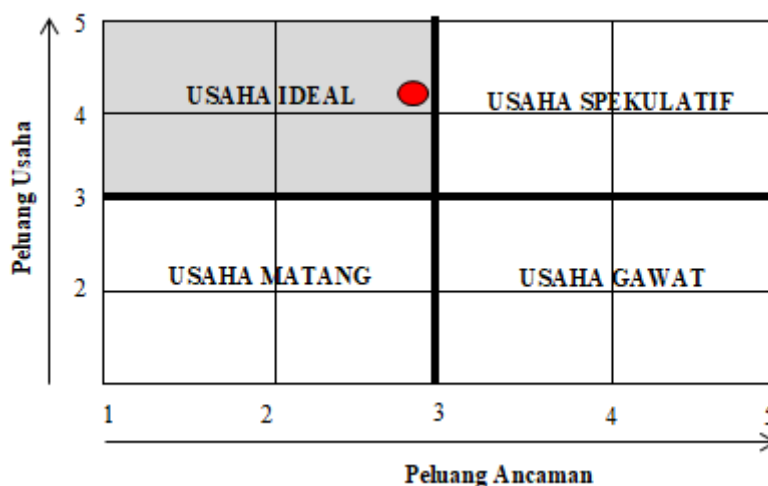 5
USAHA IDEAL
USAHA SPEKULATIF
4
Peluang Usaha
3
USAHA MATANG
USAHA GAWAT
2
1 2 3 4 5
Peluang Ancaman